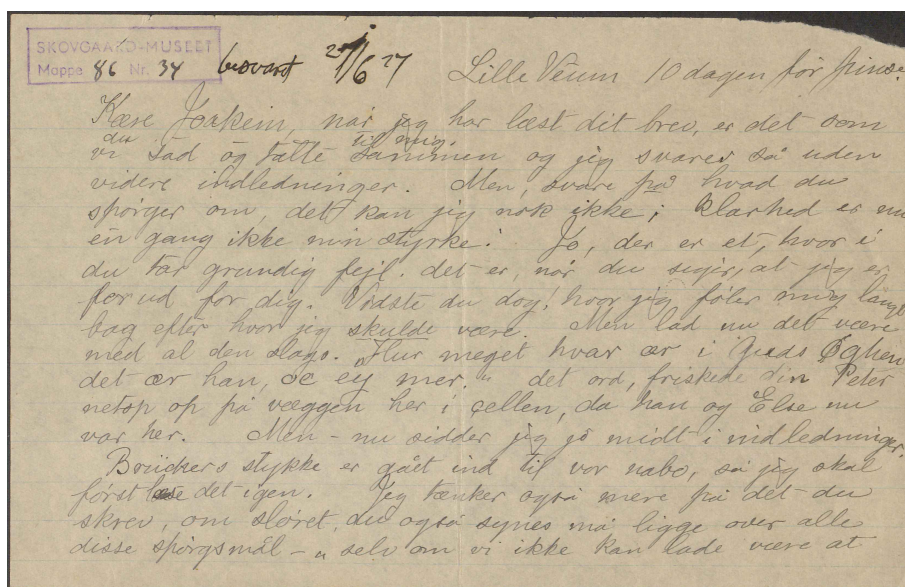 SKOVGAARD-MUSEET
Mappe 86 Nr. 34
besvaret 27/6 27
Lille Veum 10 dagen før pinse.
Kære Joakim, når jeg har læst dit brev, er det som
du til mig.
vi sad og talte sammen og jeg svarer så uden
videre indledninger. Men, svare på hvad du
spørger om, det kan jeg nok ikke; klarhed er nu
en gang ikke min styrke! Jo, der er et, hvor i
du tar grundig fejl. det er, når du siger, at jeg er
forud for dig. Vidste du dog! hvor jeg føler mig langt
bag efter hvor jeg skulde være. Men lad nu det være
med al den slags. "Hur meget hvar ær i Guds Øghen
det ær han, oc ey mer." det ord, friskede din Peter
netop op på væggen her i cellen, da han og Else nu
var her. Men - nu sidder jeg jo midt i indledninger.
Brückers stykke er gået ind til vor nabo, så jeg skal
først læse det igen. Jeg tænker også mere på det du
skrev, om sløret, du også synes må ligge over alle
disse spørgsmål - "selv om vi ikke kan lade være at